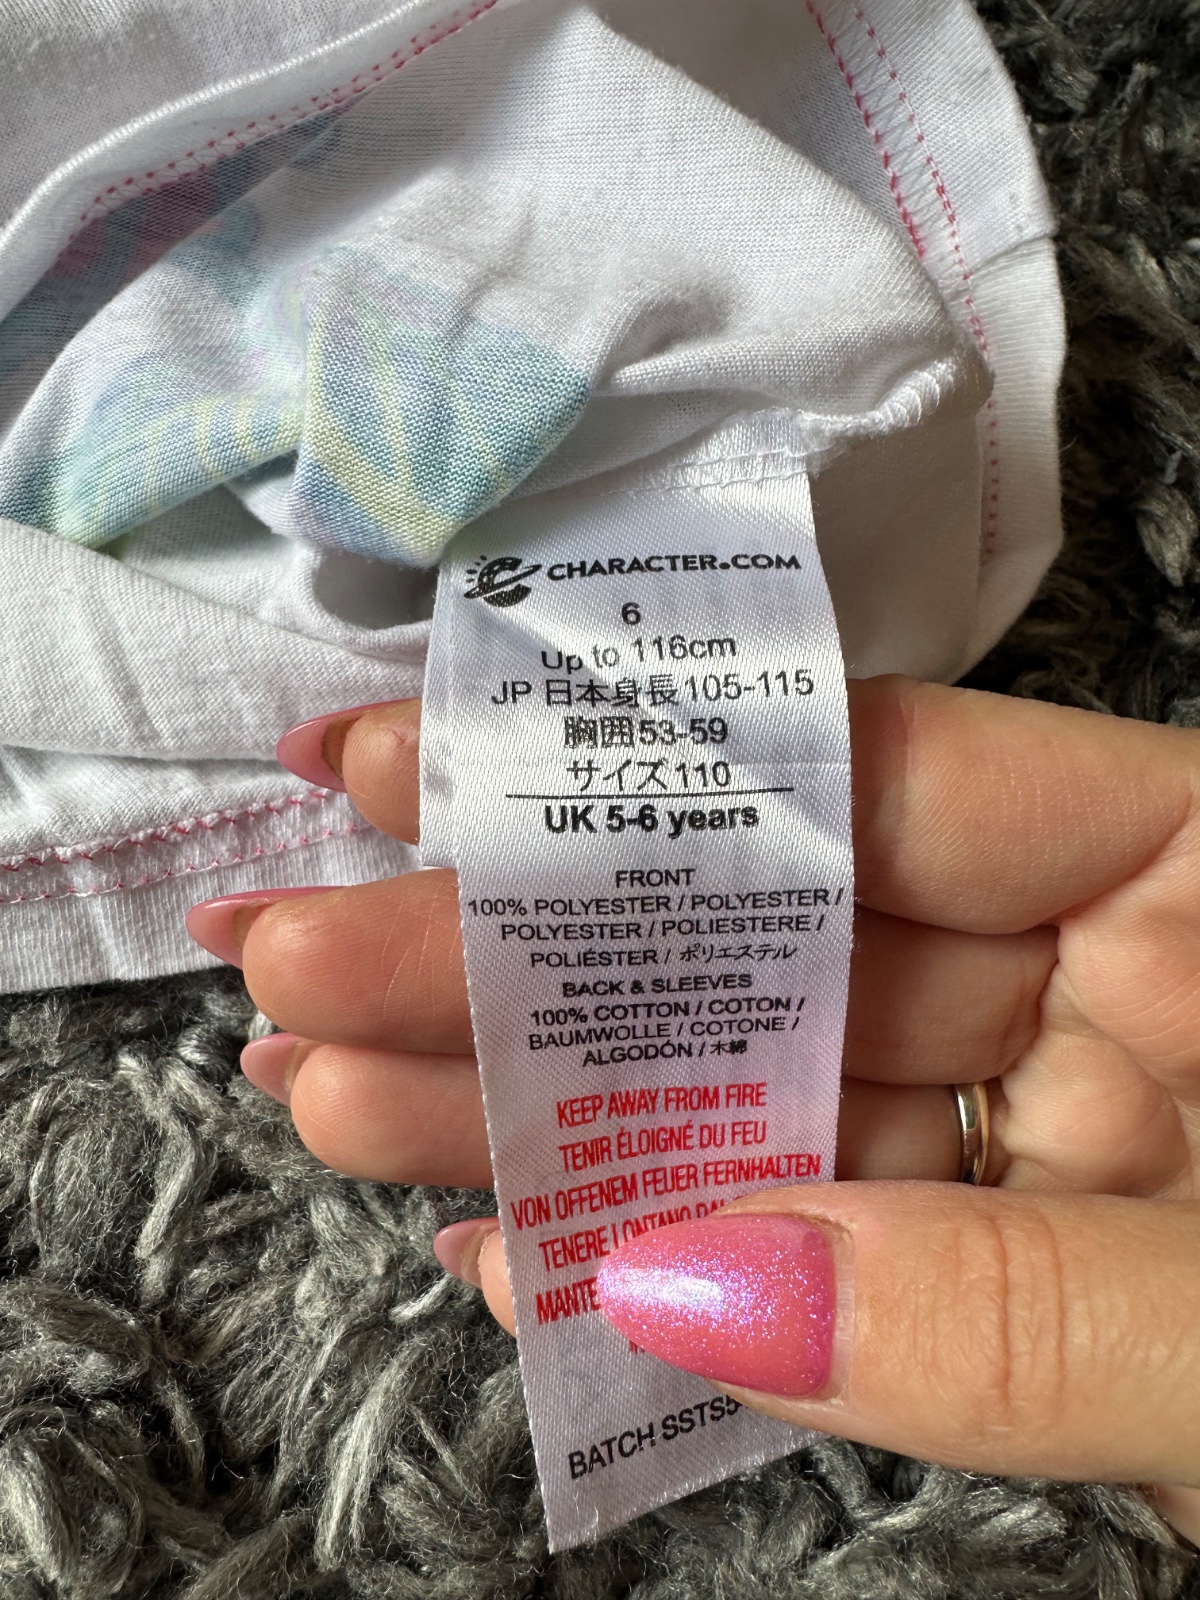 CHARACTER.COM
6
Up to 116cm
JP 日本身長105-115
胸囲53-59
サイズ110
UK 5-6 years
FRONT
100% POLYESTER / POLYESTER /
POLYESTER / POLIESTERE /
POLIÉSTER / ポリエステル
BACK & SLEEVES
100% COTTON / COTON /
BAUMWOLLE / COTONE /
ALGODÓN / 木綿
KEEP AWAY FROM FIRE
TENIR ÉLOIGNÉ DU FEU
VON OFFENEM FEUER FERNHALTEN
TENERE LONTANO
BATCH